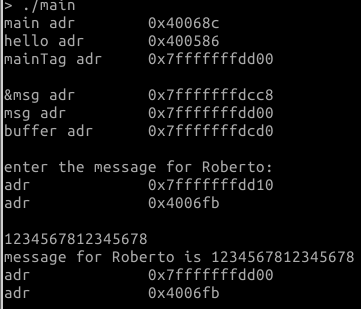 > ./main
main adr 0x40068c
hello adr 0x400586
mainTag adr 0x7fffffffdd00
&msg adr 0x7fffffffdcc8
msg adr 0x7fffffffdd00
buffer adr 0x7fffffffdcd0
enter the message for Roberto:
adr 0x7fffffffdd10
adr 0x4006fb
1234567812345678
message for Roberto is 1234567812345678
adr 0x7fffffffdd00
adr 0x4006fb